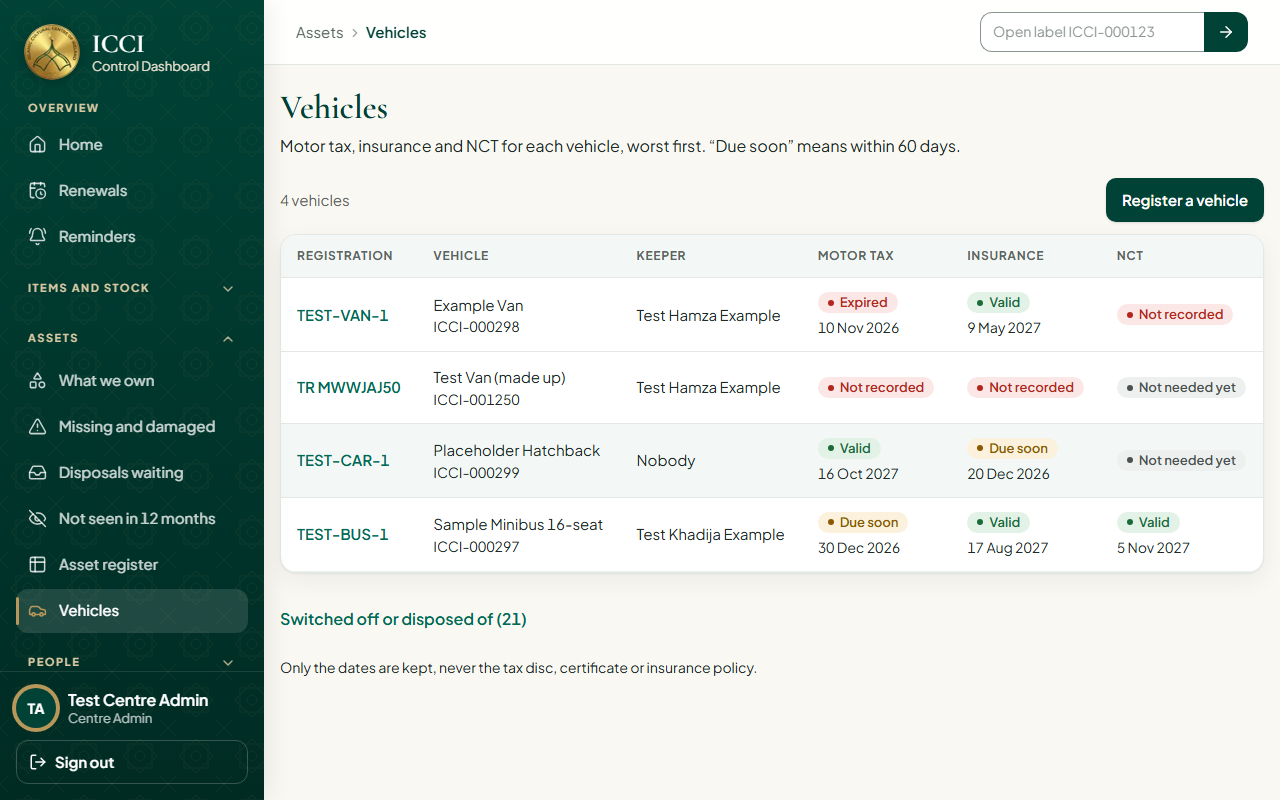 ICCI
Control Dashboard
OVERVIEW
Home
Renewals
Reminders
ITEMS AND STOCK
ASSETS
What we own
Missing and damaged
Disposals waiting
Not seen in 12 months
Asset register
Vehicles
PEOPLE
TA
Test Centre Admin
Centre Admin
Sign out
Assets > Vehicles
Open label ICCI-000123
Vehicles
Motor tax, insurance and NCT for each vehicle, worst first. “Due soon” means within 60 days.
4 vehicles
Register a vehicle
REGISTRATION VEHICLE KEEPER MOTOR TAX INSURANCE NCT
TEST-VAN-1 Example Van ICCI-000298 Test Hamza Example Expired 10 Nov 2026 Valid 9 May 2027 Not recorded
TR MWWJAJ50 Test Van (made up) ICCI-001250 Test Hamza Example Not recorded Not recorded Not needed yet
TEST-CAR-1 Placeholder Hatchback ICCI-000299 Nobody Valid 16 Oct 2027 Due soon 20 Dec 2026 Not needed yet
TEST-BUS-1 Sample Minibus 16-seat ICCI-000297 Test Khadija Example Due soon 30 Dec 2026 Valid 17 Aug 2027 Valid 5 Nov 2027
Switched off or disposed of (21)
Only the dates are kept, never the tax disc, certificate or insurance policy.